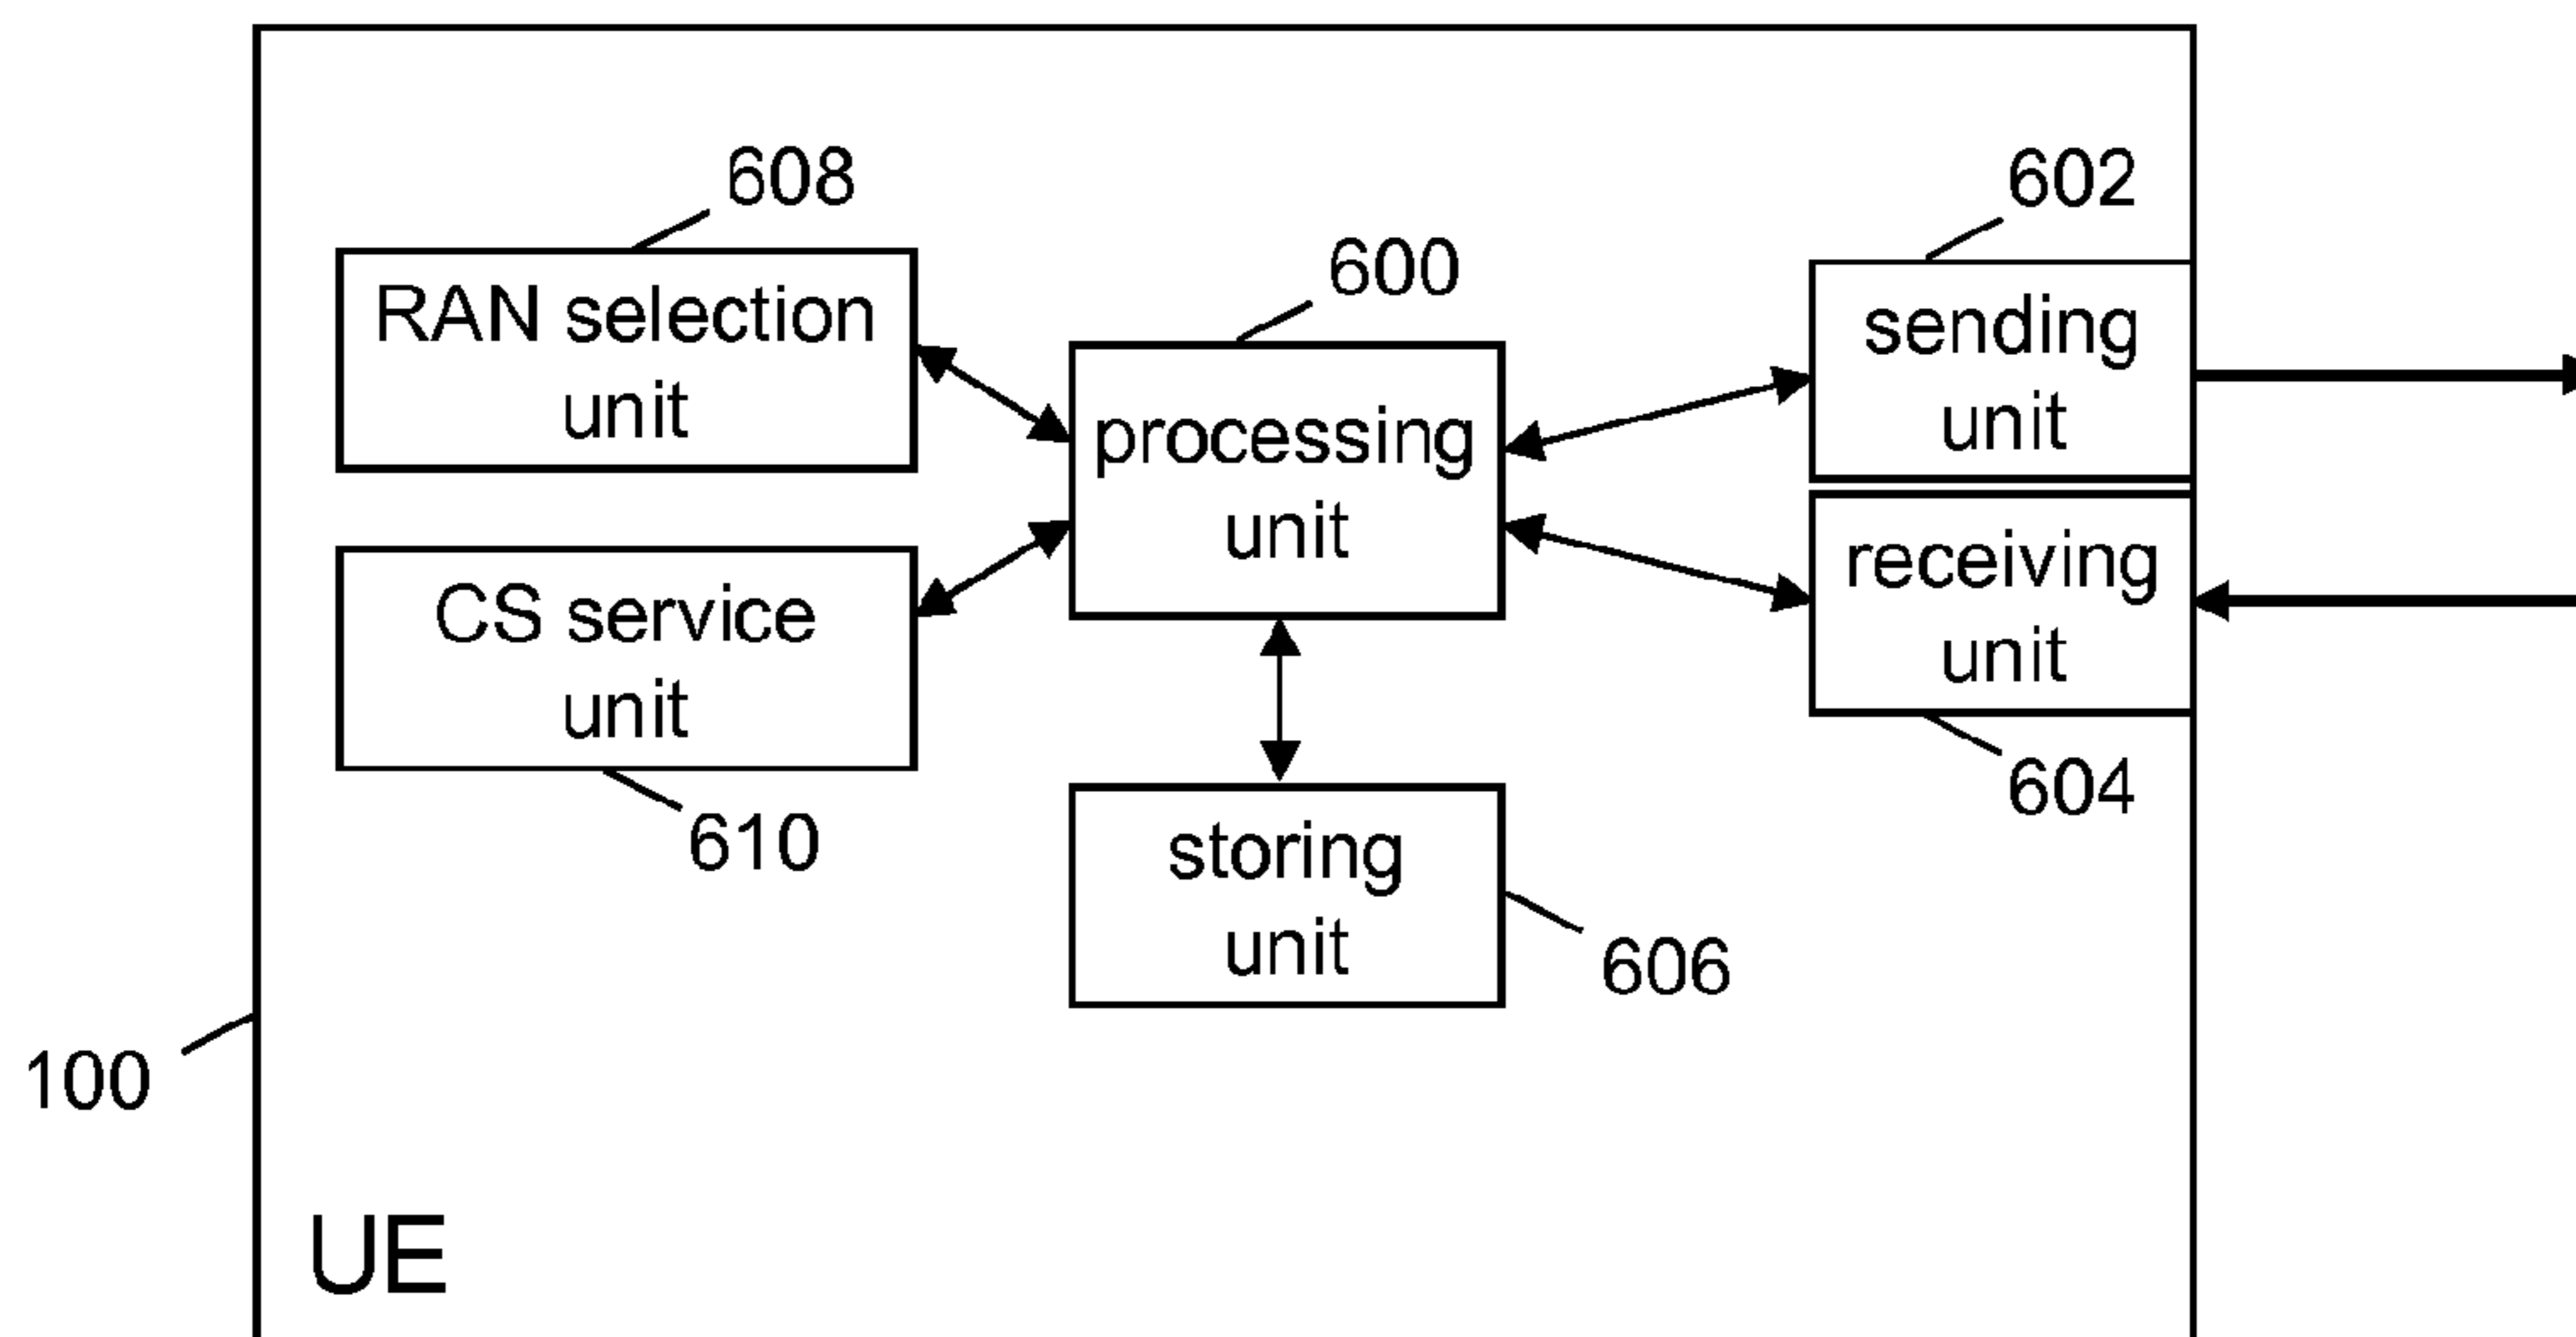 608
602
600
RAN selection
unit
sending
unit
processing
unit
receiving
unit
CS service
unit
604
610
storing
unit
606
100
UE